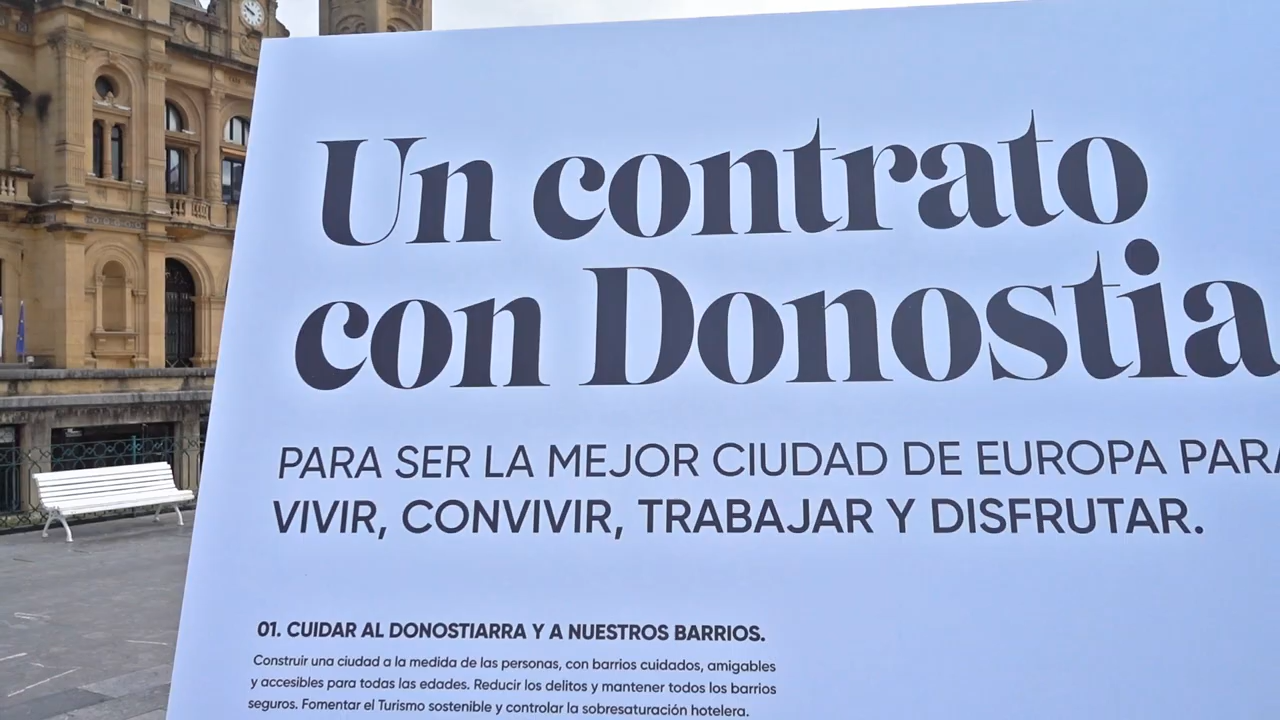 Un contrato
con Donostia
PARA SER LA MEJOR CIUDAD DE EUROPA PARA
VIVIR, CONVIVIR, TRABAJAR Y DISFRUTAR.
01. CUIDAR AL DONOSTIARRA Y A NUESTROS BARRIOS.
Construir una ciudad a la medida de las personas, con barrios cuidados, amigables
y accesibles para todas las edades. Reducir los delitos y mantener todos los barrios
seguros. Fomentar el Turismo sostenible y controlar la sobresaturación hotelera.